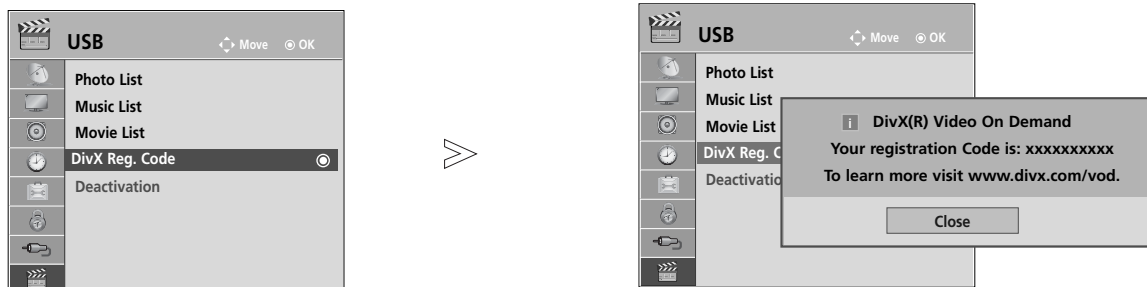 USB
Move OK
Photo List
Music List
Movie List
DivX Reg. Code
Deactivation
USB
Move OK
Photo List
Music List
Movie List
DivX Reg. C
Deactivatio
i DivX(R) Video On Demand
Your registration Code is: xxxxxxxxxx
To learn more visit www.divx.com/vod.
Close